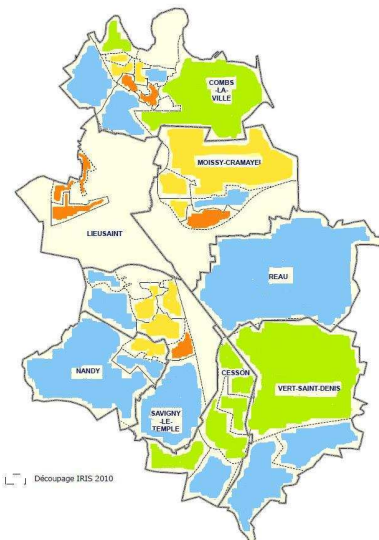 COMBS
-LA-
VILLE
MOISSY-CRAMAYEL
LIEUSAINT
REAU
NANDY
CESSON
VERT-SAINT-DENIS
SAVIGNY
-LE-
TEMPLE
Découpage IRIS 2010